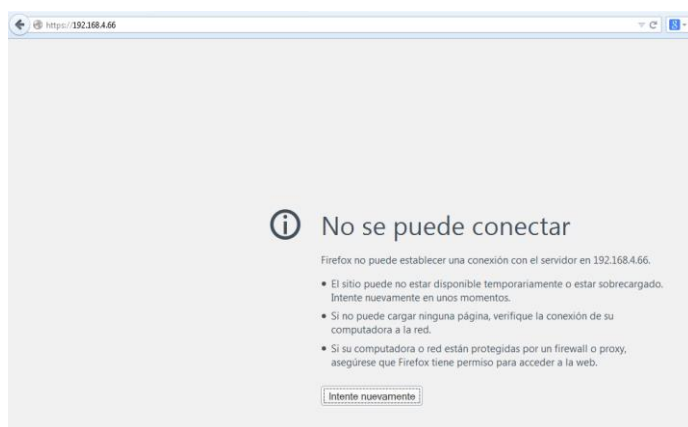 https://192.168.4.66
No se puede conectar
Firefox no puede establecer una conexión con el servidor en 192.168.4.66.
El sitio puede no estar disponible temporariamente o estar sobrecargado.
Intente nuevamente en unos momentos.
Si no puede cargar ninguna página, verifique la conexión de su
computadora a la red.
Si su computadora o red están protegidas por un firewall o proxy,
asegúrese que Firefox tiene permiso para acceder a la web.
Intente nuevamente